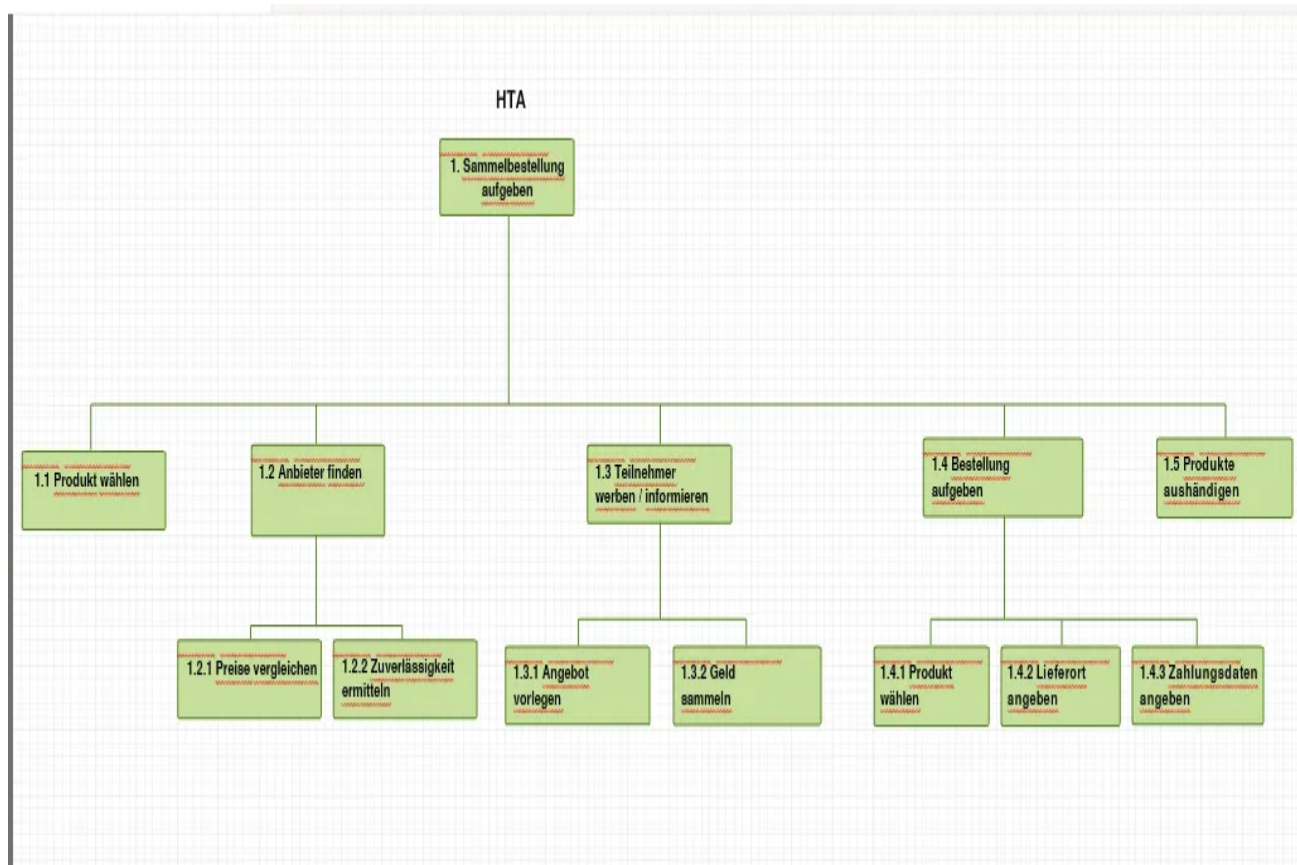 HTA
1. Sammelbestellung
aufgeben
1.1 Produkt wählen
1.2 Anbieter finden
1.3 Teilnehmer
werben / informieren
1.4 Bestellung
aufgeben
1.5 Produkte
aushändigen
1.2.1 Preise vergleichen
1.2.2 Zuverlässigkeit
ermitteln
1.3.1 Angebot
vorlegen
1.3.2 Geld
sammeln
1.4.1 Produkt
wählen
1.4.2 Lieferort
angeben
1.4.3 Zahlungsdaten
angeben